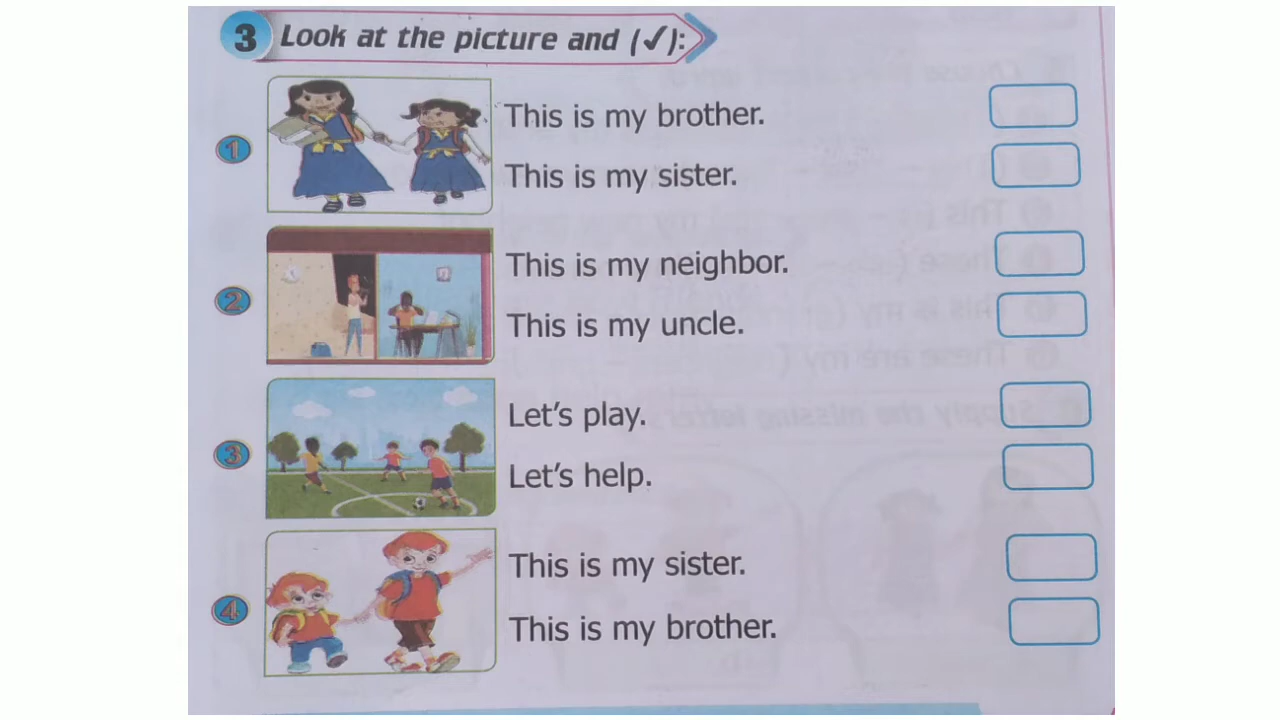 3 Look at the picture and (✓):
1
This is my brother.
This is my sister.
2
This is my neighbor.
This is my uncle.
3
Let's play.
Let's help.
4
This is my sister.
This is my brother.